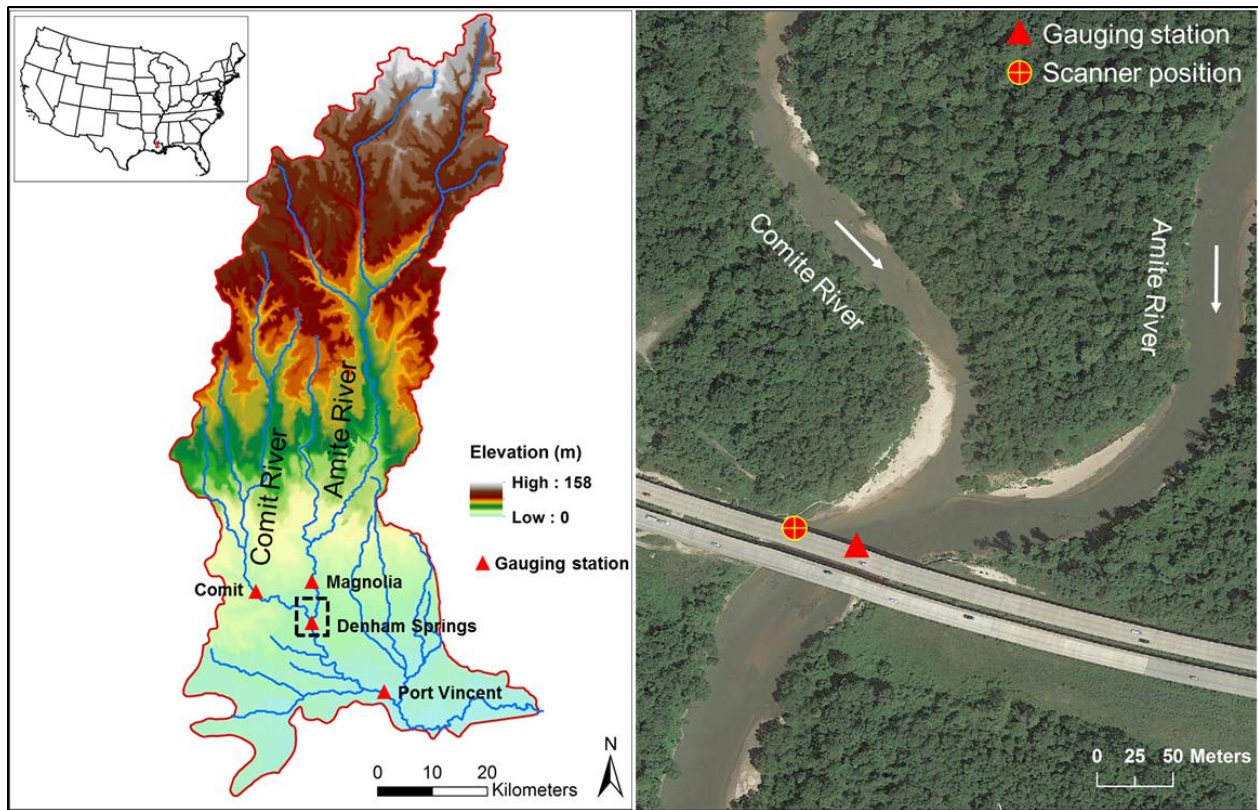 Comit River
Amite River
Elevation (m)
High : 158
Low : 0
Gauging station
Comit
Magnolia
Denham Springs
Port Vincent
N
0 10 20
Kilometers
Gauging station
Scanner position
Comite River
Amite River
0 25 50 Meters